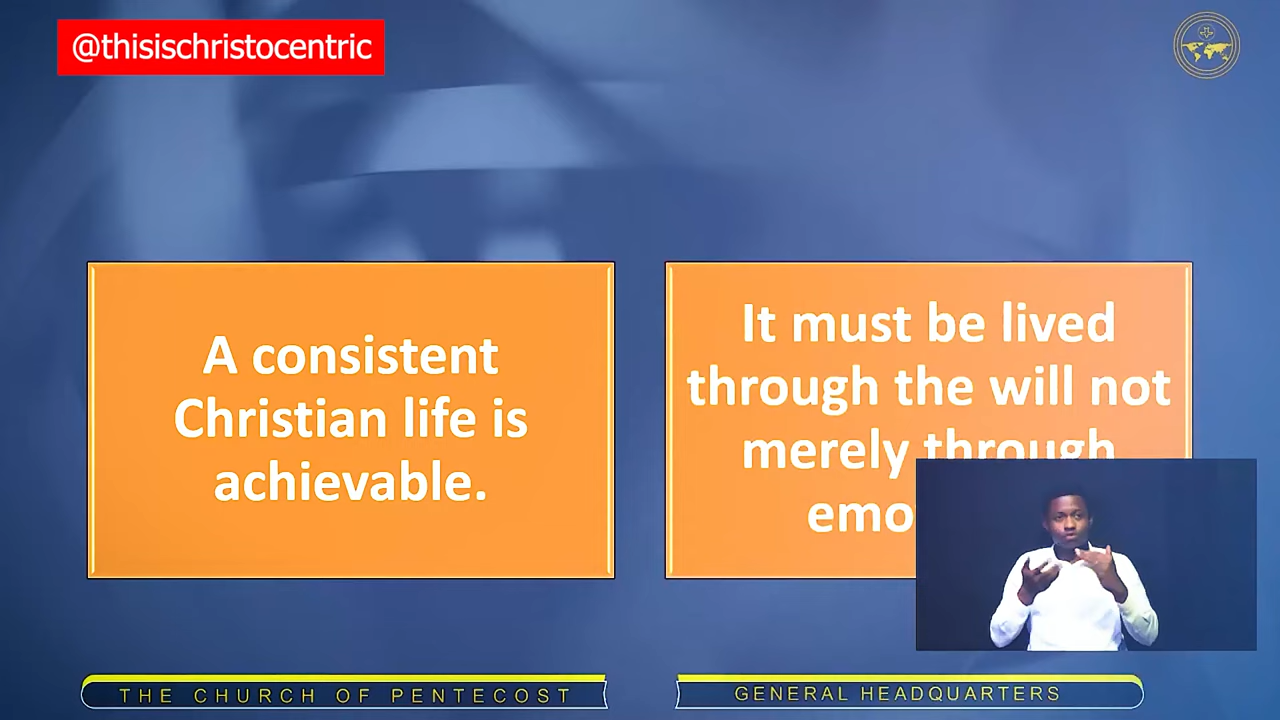 @thisischristocentric
A consistent
Christian life is
achievable.
It must be lived
through the will not
merely through
THE CHURCH OF PENTECOST
GENERAL HEADQUARTERS